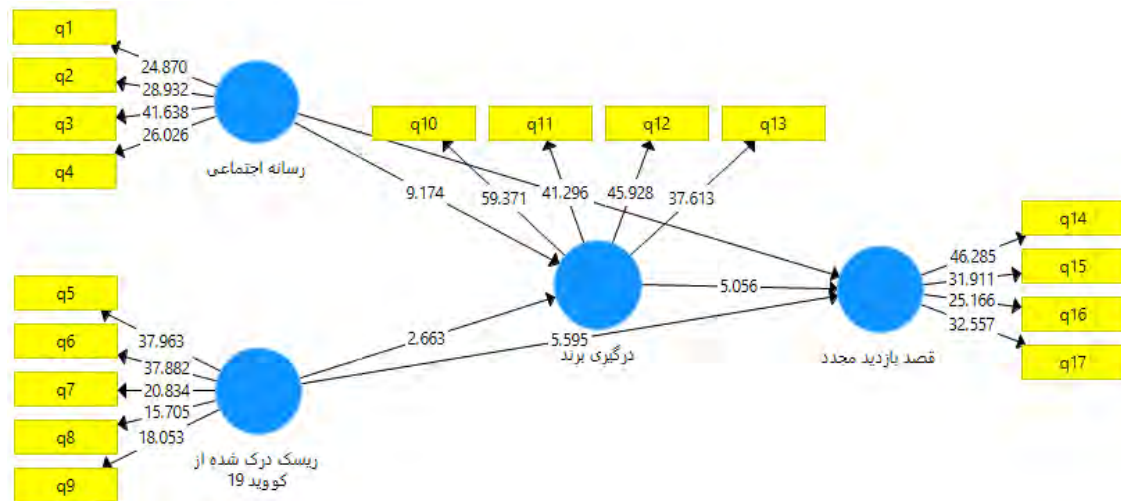 q1
q2
q3
q4
24.870
28.932
41.638
26.026
رسانه اجتماعی
q10
q11
q12
q13
9.174
59.371
41.296
45.928
37.613
q14
q15
q16
q17
46.285
31.911
25.166
32.557
5.056
قصد بازدید مجدد
درگیری برند
2.663
5.595
q5
q6
q7
q8
q9
37.963
37.882
20.834
15.705
18.053
ریسک درک شده از
کووید 19